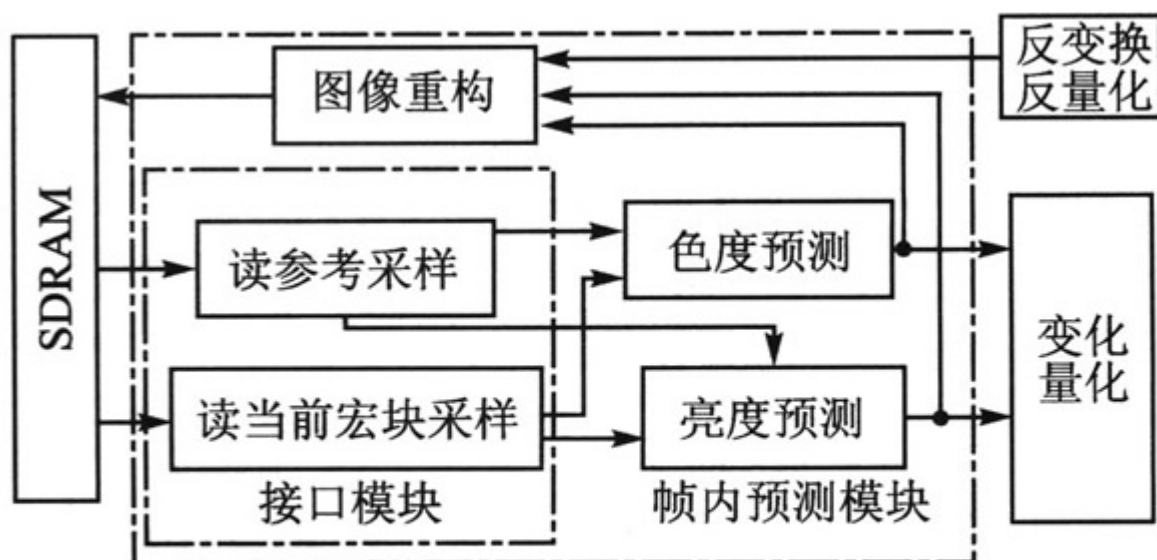 反变换
反量化
图像重构
SDRAM
读参考采样
色度预测
变化
量化
读当前宏块采样
亮度预测
接口模块
帧内预测模块